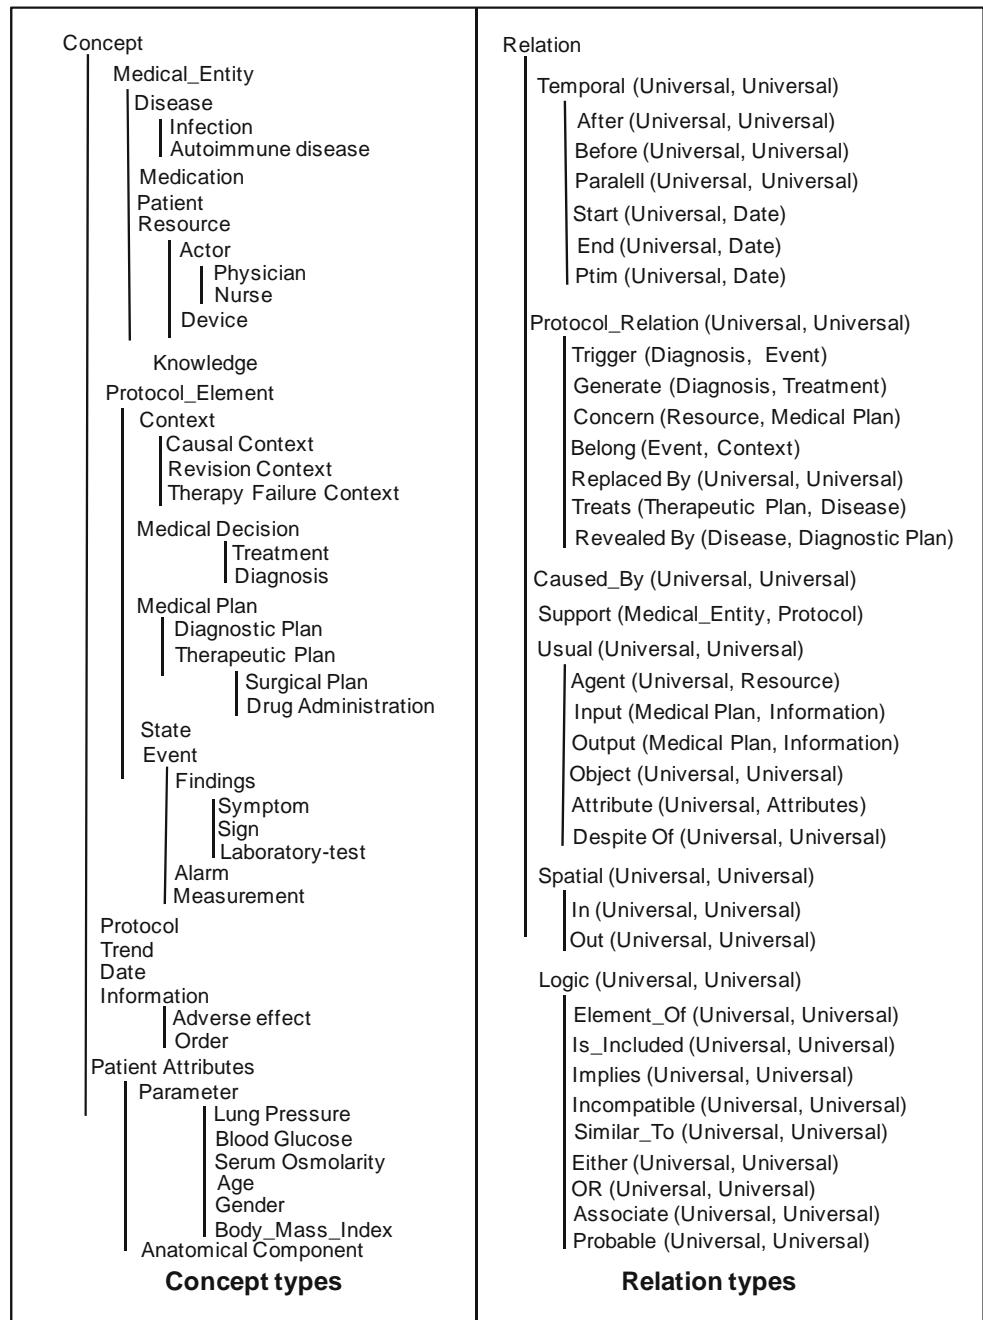 Concept
Medical_Entity
Disease
Infection
Autoimmune disease
Medication
Patient
Resource
Actor
Physician
Nurse
Device
Knowledge
Protocol_Element
Context
Causal Context
Revision Context
Therapy Failure Context
Medical Decision
Treatment
Diagnosis
Medical Plan
Diagnostic Plan
Therapeutic Plan
Surgical Plan
Drug Administration
State
Event
Findings
Symptom
Sign
Laboratory-test
Alarm
Measurement
Protocol
Trend
Date
Information
Adverse effect
Order
Patient Attributes
Parameter
Lung Pressure
Blood Glucose
Serum Osmolarity
Age
Gender
Body_Mass_Index
Anatomical Component
Concept types
Relation
Temporal (Universal, Universal)
After (Universal, Universal)
Before (Universal, Universal)
Paralell (Universal, Universal)
Start (Universal, Date)
End (Universal, Date)
Ptim (Universal, Date)
Protocol_Relation (Universal, Universal)
Trigger (Diagnosis, Event)
Generate (Diagnosis, Treatment)
Concern (Resource, Medical Plan)
Belong (Event, Context)
Replaced By (Universal, Universal)
Treats (Therapeutic Plan, Disease)
Revealed By (Disease, Diagnostic Plan)
Caused_By (Universal, Universal)
Support (Medical_Entity, Protocol)
Usual (Universal, Universal)
Agent (Universal, Resource)
Input (Medical Plan, Information)
Output (Medical Plan, Information)
Object (Universal, Universal)
Attribute (Universal, Attributes)
Despite Of (Universal, Universal)
Spatial (Universal, Universal)
In (Universal, Universal)
Out (Universal, Universal)
Logic (Universal, Universal)
Element_Of (Universal, Universal)
Is_Included (Universal, Universal)
Implies (Universal, Universal)
Incompatible (Universal, Universal)
Similar_To (Universal, Universal)
Either (Universal, Universal)
OR (Universal, Universal)
Associate (Universal, Universal)
Probable (Universal, Universal)
Relation types